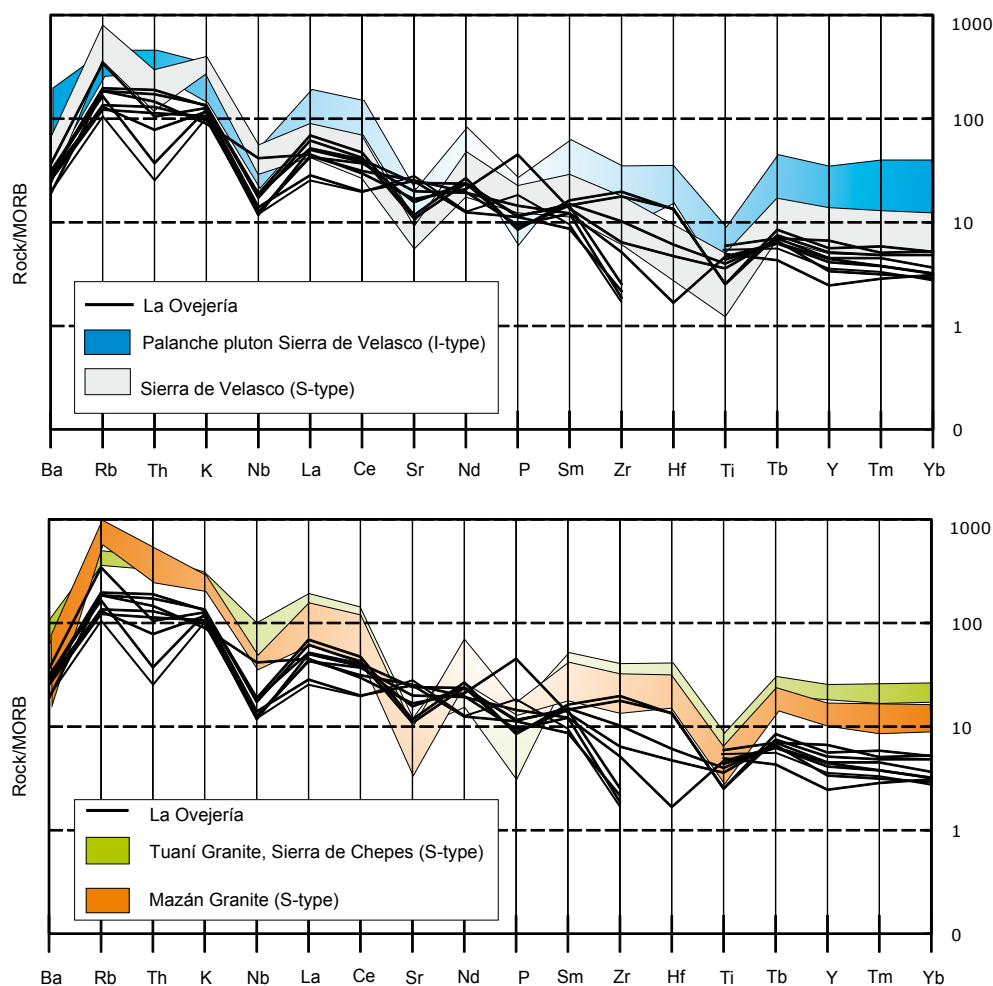 1000
100
10
1
0
Rock/MORB
La Ovejería
Palanche pluton Sierra de Velasco (I-type)
Sierra de Velasco (S-type)
Ba Rb Th K Nb La Ce Sr Nd P Sm Zr Hf Ti Tb Y Tm Yb
1000
100
10
1
0
Rock/MORB
La Ovejería
Tuaní Granite, Sierra de Chepes (S-type)
Mazán Granite (S-type)
Ba Rb Th K Nb La Ce Sr Nd P Sm Zr Hf Ti Tb Y Tm Yb